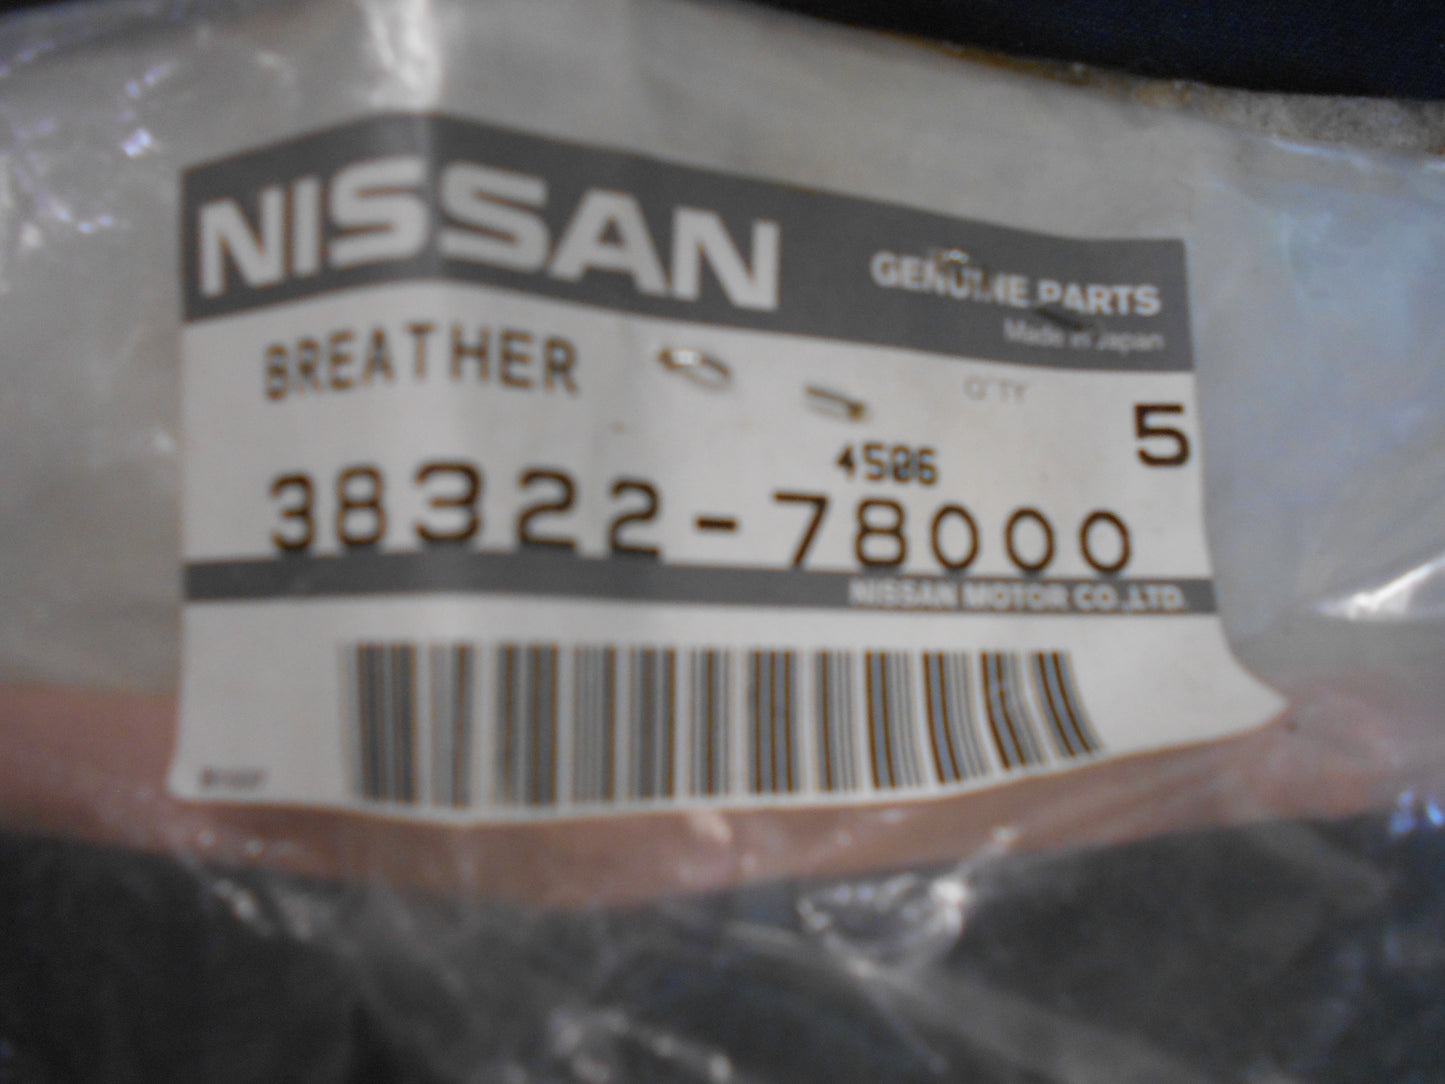 NISSAN
GENUINE PARTS
Made in Japan
BREATHER
Q'TY
5
4506
38322-78000
NISSAN MOTOR CO.,LTD.